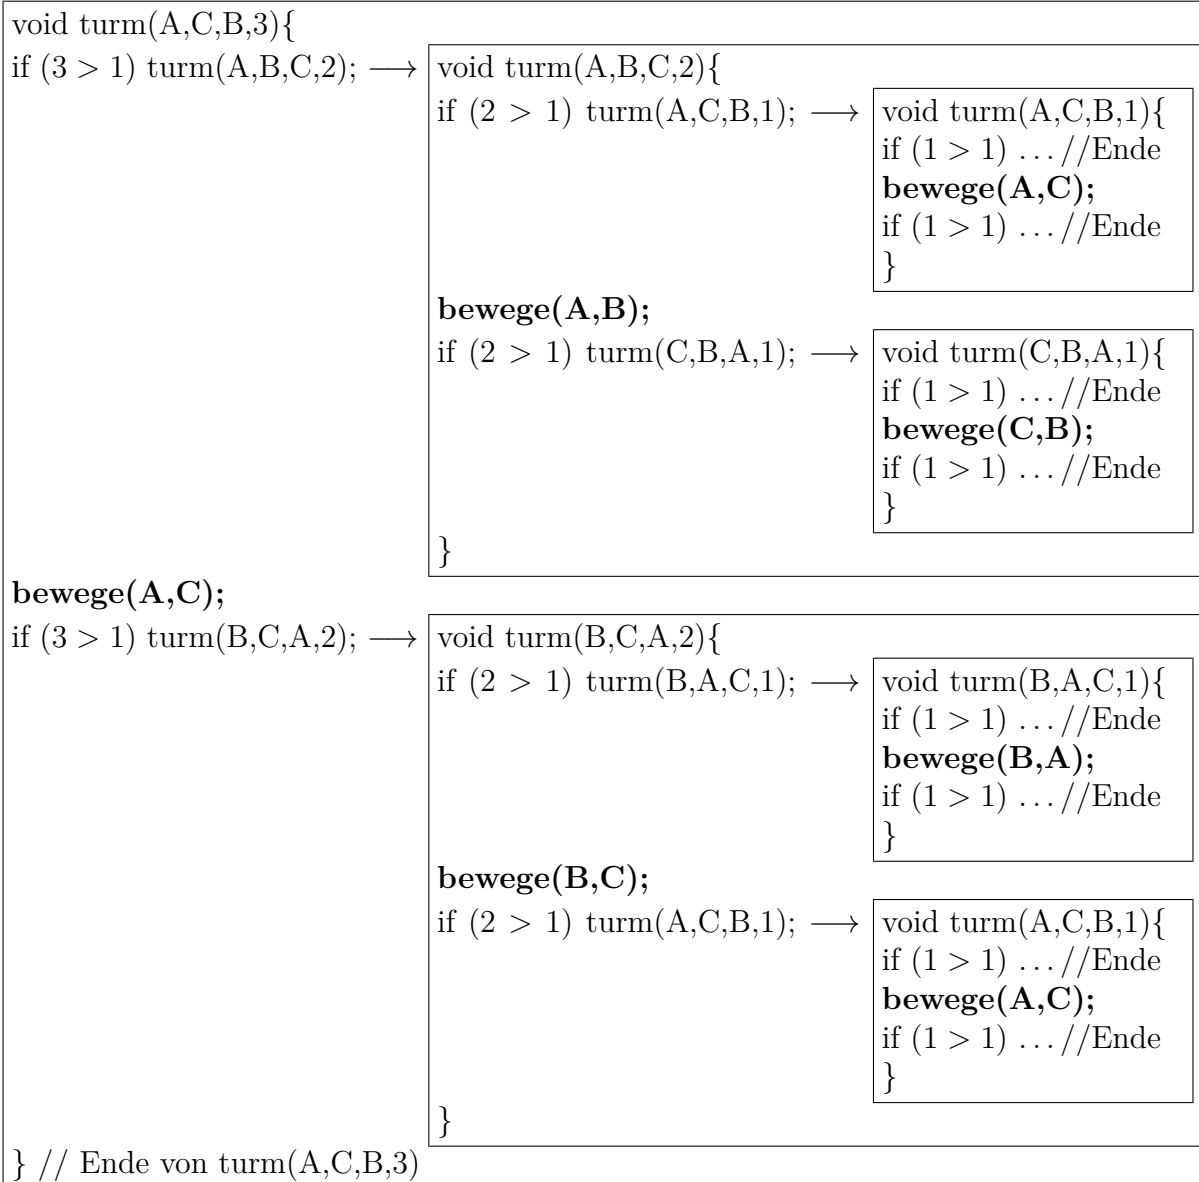 void turm(A,C,B,3){
if (3 > 1) turm(A,B,C,2); ⟶ void turm(A,B,C,2){
if (2 > 1) turm(A,C,B,1); ⟶ void turm(A,C,B,1){
if (1 > 1) …//Ende
bewege(A,C);
if (1 > 1) …//Ende
}
bewege(A,B);
if (2 > 1) turm(C,B,A,1); ⟶ void turm(C,B,A,1){
if (1 > 1) …//Ende
bewege(C,B);
if (1 > 1) …//Ende
}
}
bewege(A,C);
if (3 > 1) turm(B,C,A,2); ⟶ void turm(B,C,A,2){
if (2 > 1) turm(B,A,C,1); ⟶ void turm(B,A,C,1){
if (1 > 1) …//Ende
bewege(B,A);
if (1 > 1) …//Ende
}
bewege(B,C);
if (2 > 1) turm(A,C,B,1); ⟶ void turm(A,C,B,1){
if (1 > 1) …//Ende
bewege(A,C);
if (1 > 1) …//Ende
}
}
} // Ende von turm(A,C,B,3)